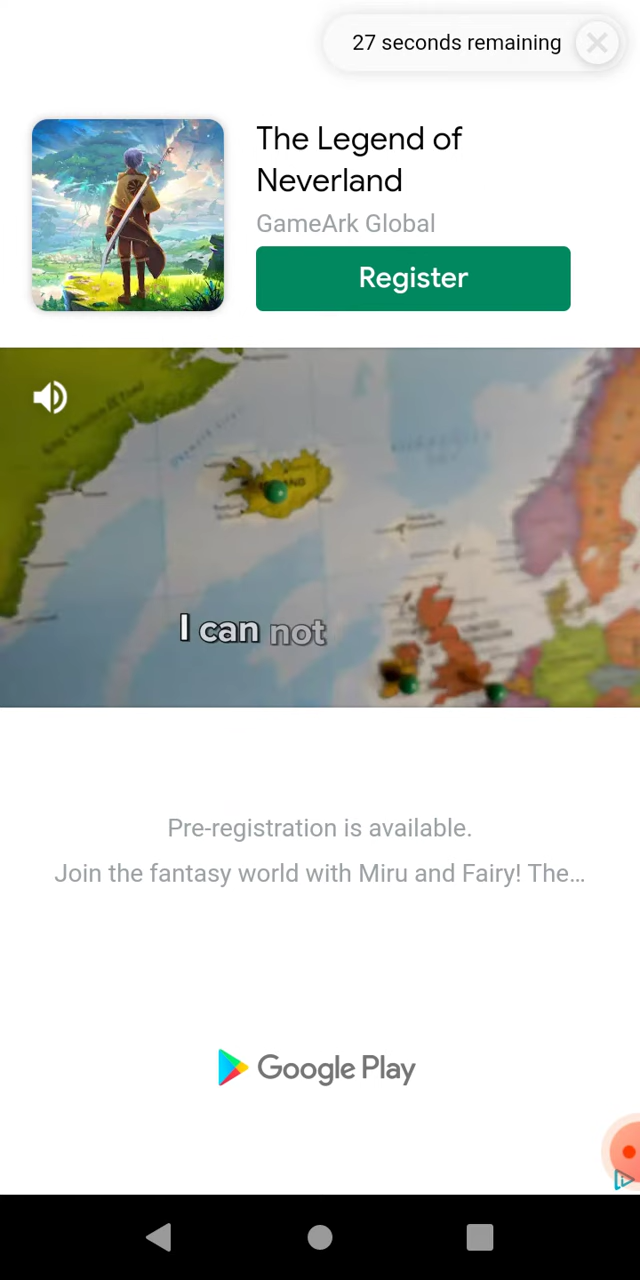 27 seconds remaining
The Legend of
Neverland
GameArk Global
Register
I can not
Pre-registration is available.
Join the fantasy world with Miru and Fairy! The…
Google Play